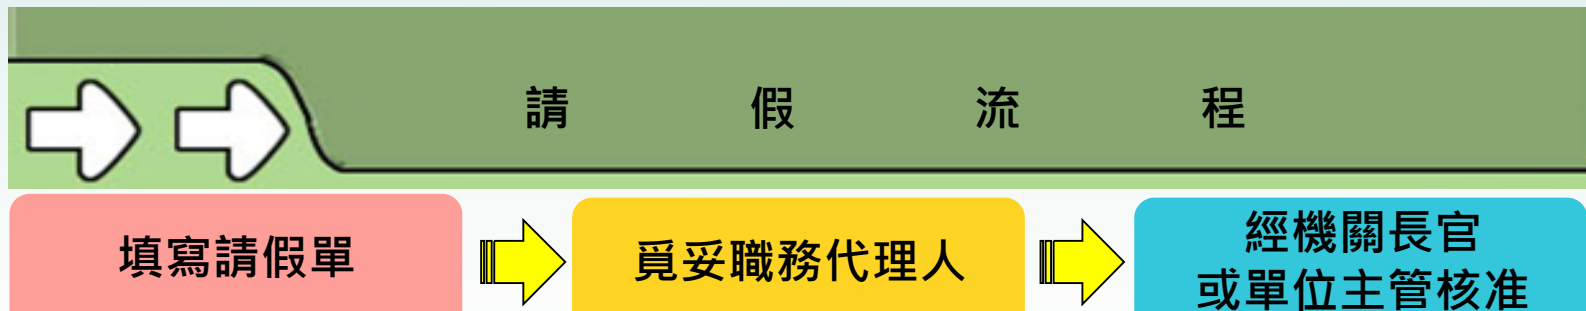 請假流程
填寫請假單
覓妥職務代理人
經機關長官
或單位主管核准